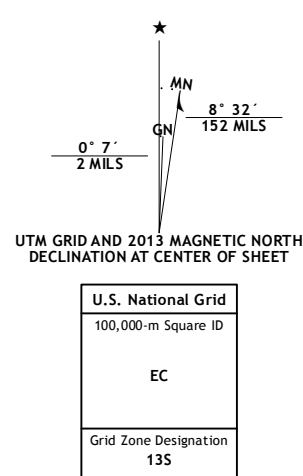 ★
MN
GN
8° 32´
152 MILS
0° 7´
2 MILS
UTM GRID AND 2013 MAGNETIC NORTH
DECLINATION AT CENTER OF SHEET
U.S. National Grid
100,000-m Square ID
EC
Grid Zone Designation
13S